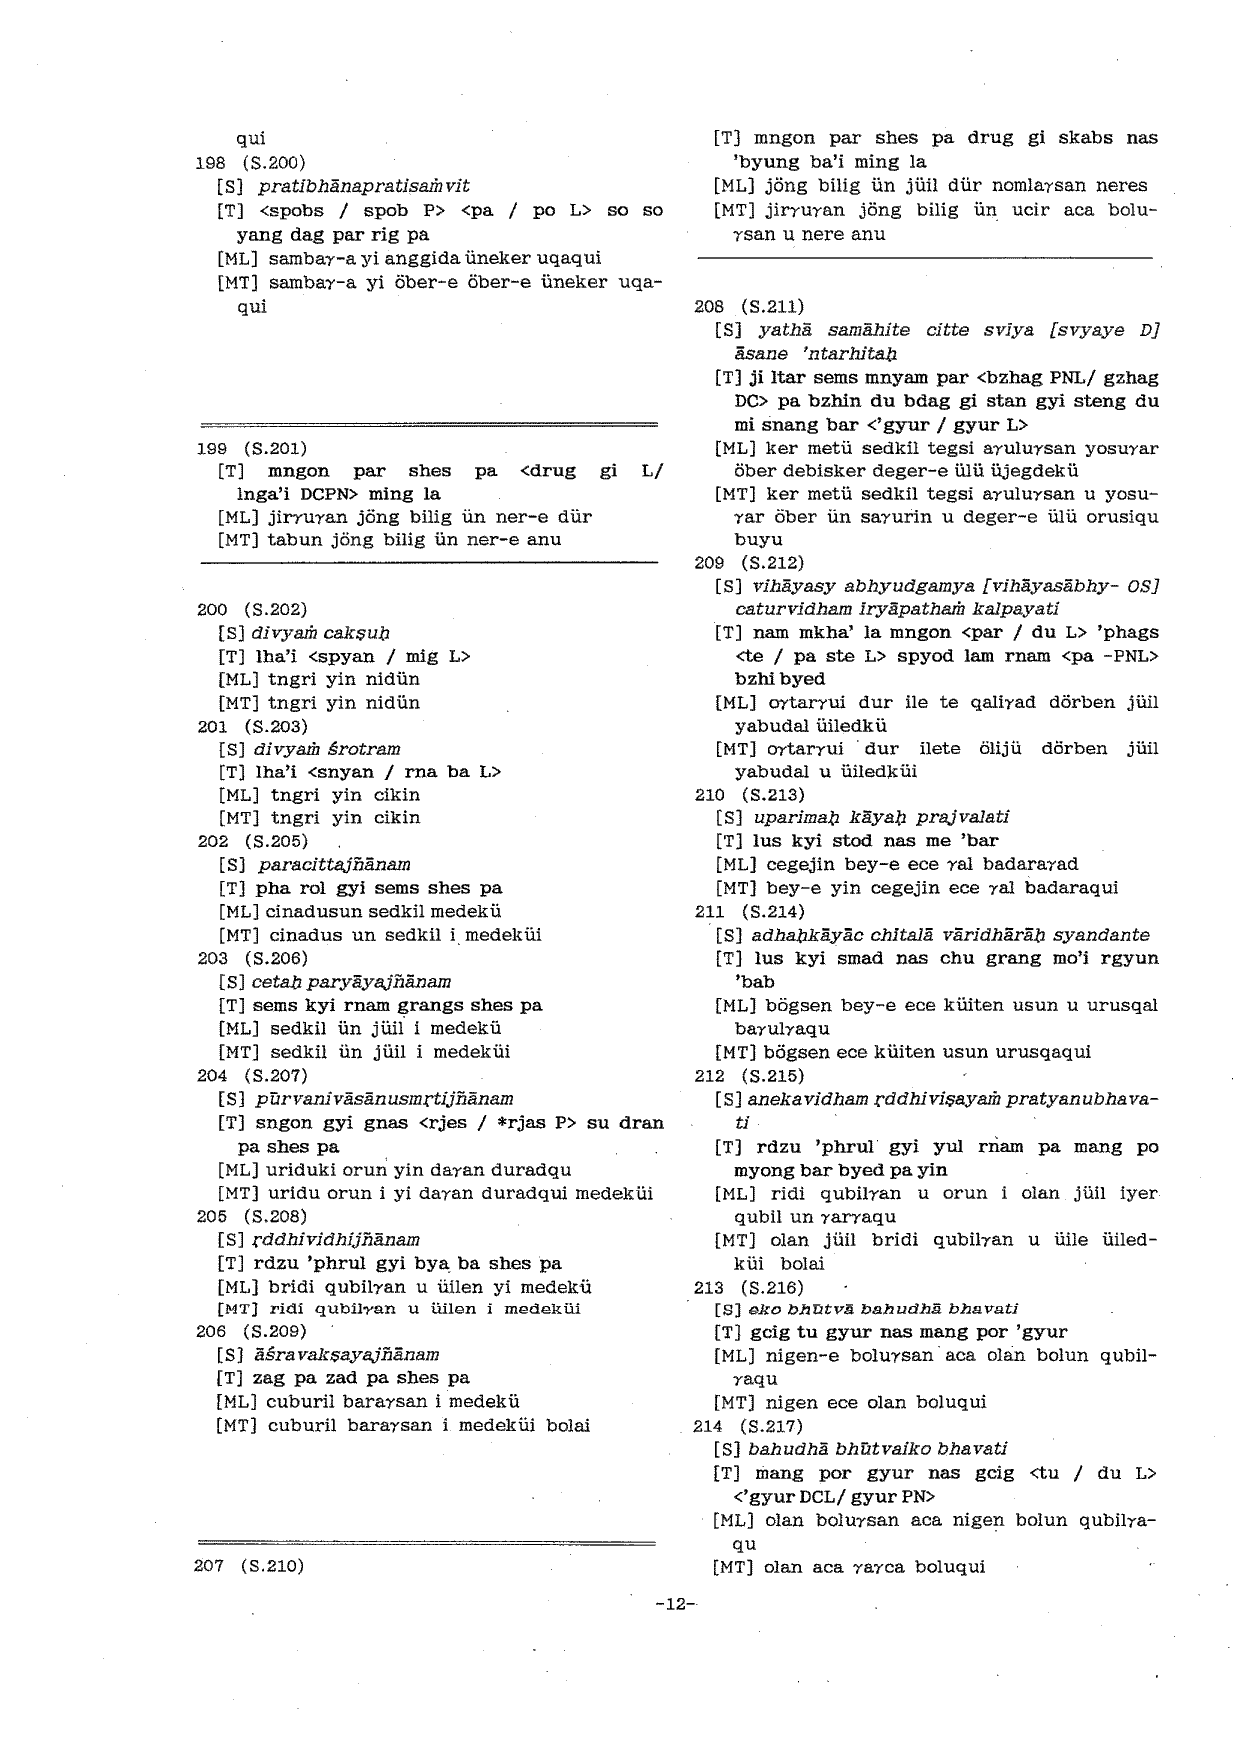 qui
198 (S.200)
[S] pratibhānapratisaṁvit
[T] <spobs / spob P> <pa / po L> so so
yang dag par rig pa
[ML] sambaγ-a yi anggida üneker uqaqui
[MT] sambaγ-a yi öber-e öber-e üneker uqa-
qui
199 (S.201)
[T] mngon par shes pa <drug gi L/
lnga'i DCPN> ming la
[ML] jirγuγan jöng bilig ün ner-e dür
[MT] tabun jöng bilig ün ner-e anu
200 (S.202)
[S] divyaṁ cakṣuḥ
[T] lha'i <spyan / mig L>
[ML] tngri yin nidün
[MT] tngri yin nidün
201 (S.203)
[S] divyaṁ śrotram
[T] lha'i <snyan / rna ba L>
[ML] tngri yin cikin
[MT] tngri yin cikin
202 (S.205)
[S] paracittajñānam
[T] pha rol gyi sems shes pa
[ML] cinadusun sedkil medekü
[MT] cinadus un sedkil i medeküi
203 (S.206)
[S] cetaḥ paryāyajñānam
[T] sems kyi rnam grangs shes pa
[ML] sedkil ün jüil i medekü
[MT] sedkil ün jüil i medeküi
204 (S.207)
[S] pūrvanivāsānusmṛtijñānam
[T] sngon gyi gnas <rjes / *rjas P> su dran
pa shes pa
[ML] uriduki orun yin daγan duradqu
[MT] uridu orun i yi daγan duradqui medeküi
205 (S.208)
[S] ṛddhividhijñānam
[T] rdzu 'phrul gyi bya ba shes pa
[ML] bridi qubilγan u üilen yi medekü
[MT] ridi qubilγan u üilen i medeküi
206 (S.209)
[S] āśravakṣayajñānam
[T] zag pa zad pa shes pa
[ML] cuburil baraγsan i medekü
[MT] cuburil baraγsan i medeküi bolai
207 (S.210)
[T] mngon par shes pa drug gi skabs nas
'byung ba'i ming la
[ML] jöng bilig ün jüil dür nomlaγsan neres
[MT] jirγuγan jöng bilig ün ucir aca bolu-
γsan u nere anu
208 (S.211)
[S] yathā samāhite citte sviya [svyaye D]
āsane 'ntarhitaḥ
[T] ji ltar sems mnyam par <bzhag PNL/ gzhag
DC> pa bzhin du bdag gi stan gyi steng du
mi snang bar <'gyur / gyur L>
[ML] ker metü sedkil tegsi aγuluγsan yosuγar
öber debisker deger-e ülü üjegdekü
[MT] ker metü sedkil tegsi aγuluγsan u yosu-
γar öber ün saγurin u deger-e ülü orusiqu
buyu
209 (S.212)
[S] vihāyasy abhyudgamya [vihāyasābhy- OS]
caturvidham iryāpathaṁ kalpayati
[T] nam mkha' la mngon <par / du L> 'phags
<te / pa ste L> spyod lam rnam <pa -PNL>
bzhi byed
[ML] oγtarγui dur ile te qaliγad dörben jüil
yabudal üiledkü
[MT] oγtarγui dur ilete ölijü dörben jüil
yabudal u üiledküi
210 (S.213)
[S] uparimaḥ kāyaḥ prajvalati
[T] lus kyi stod nas me 'bar
[ML] cegejin bey-e ece γal badaraγad
[MT] bey-e yin cegejin ece γal badaraqui
211 (S.214)
[S] adhaḥkāyāc chitalā vāridhārāḥ syandante
[T] lus kyi smad nas chu grang mo'i rgyun
'bab
[ML] bögsen bey-e ece küiten usun u urusqal
baγulγaqu
[MT] bögsen ece küiten usun urusqaqui
212 (S.215)
[S] anekavidham ṛddhiviṣayaṁ pratyanubhava-
ti
[T] rdzu 'phrul gyi yul rnam pa mang po
myong bar byed pa yin
[ML] ridi qubilγan u orun i olan jüil iyer
qubil un γarγaqu
[MT] olan jüil bridi qubilγan u üile üiled-
küi bolai
213 (S.216)
[S] eko bhūtvā bahudhā bhavati
[T] gcig tu gyur nas mang por 'gyur
[ML] nigen-e boluγsan aca olan bolun qubil-
γaqu
[MT] nigen ece olan boluqui
214 (S.217)
[S] bahudhā bhūtvaiko bhavati
[T] mang por gyur nas gcig <tu / du L>
<'gyur DCL/ gyur PN>
[ML] olan boluγsan aca nigen bolun qubilγa-
qu
[MT] olan aca γaγca boluqui
-12-